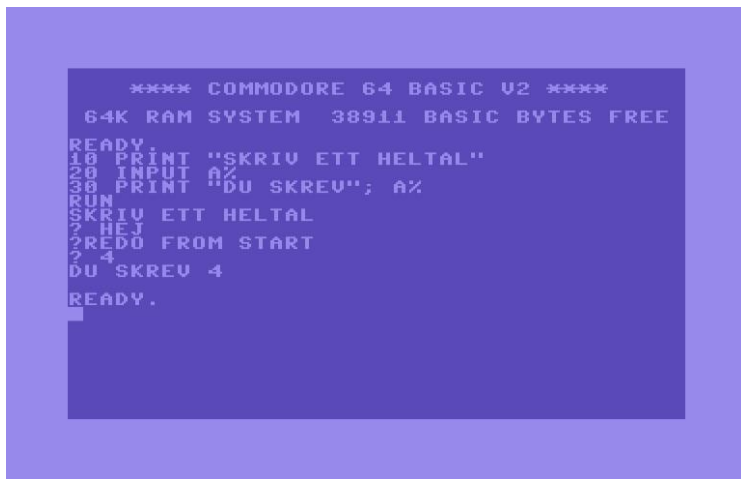 **** COMMODORE 64 BASIC V2 ****
64K RAM SYSTEM 38911 BASIC BYTES FREE
READY.
10 PRINT "SKRIV ETT HELTAL"
20 INPUT A%
30 PRINT "DU SKREV"; A%
RUN
SKRIV ETT HELTAL
? HEJ
?REDO FROM START
? 4
DU SKREV 4
READY.